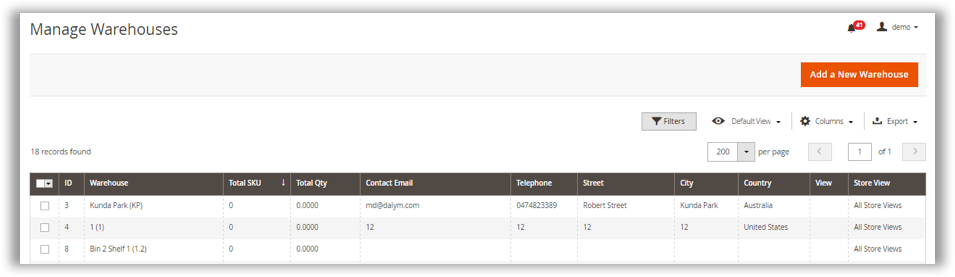 Manage Warehouses
41
demo
Add a New Warehouse
Filters
Default View
Columns
Export
18 records found
200
per page
1
of 1
ID Warehouse Total SKU ↓ Total Qty Contact Email Telephone Street City Country View Store View
3 Kunda Park (KP) 0 0.0000 md@dalym.com 0474823389 Robert Street Kunda Park Australia All Store Views
4 1 (1) 0 0.0000 12 12 12 12 United States All Store Views
8 Bin 2 Shelf 1 (1.2) 0 0.0000 All Store Views